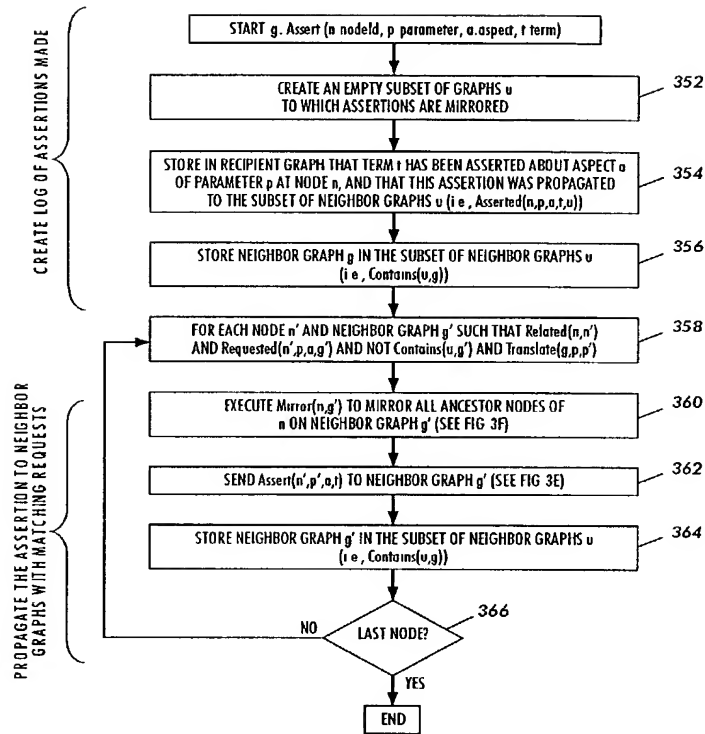 START g. Assert (n nodeId, p parameter, a.aspect, t term)
CREATE LOG OF ASSERTIONS MADE
CREATE AN EMPTY SUBSET OF GRAPHS u
TO WHICH ASSERTIONS ARE MIRRORED
352
STORE IN RECIPIENT GRAPH THAT TERM t HAS BEEN ASSERTED ABOUT ASPECT a
OF PARAMETER p AT NODE n, AND THAT THIS ASSERTION WAS PROPAGATED
TO THE SUBSET OF NEIGHBOR GRAPHS u (i e , Asserted(n,p,a,t,u))
354
STORE NEIGHBOR GRAPH g IN THE SUBSET OF NEIGHBOR GRAPHS u
(i e , Contains(u,g))
356
FOR EACH NODE n' AND NEIGHBOR GRAPH g' SUCH THAT Related(n,n')
AND Requested(n',p,a,g') AND NOT Contains(u,g') AND Translate(g,p,p')
358
PROPAGATE THE ASSERTION TO NEIGHBOR
GRAPHS WITH MATCHING REQUESTS
EXECUTE Mirror(n,g') TO MIRROR ALL ANCESTOR NODES OF
n ON NEIGHBOR GRAPH g' (SEE FIG 3F)
360
SEND Assert(n',p',a,t) TO NEIGHBOR GRAPH g' (SEE FIG 3E)
362
STORE NEIGHBOR GRAPH g' IN THE SUBSET OF NEIGHBOR GRAPHS u
(i e , Contains(u,g))
364
366
NO
LAST NODE?
YES
END